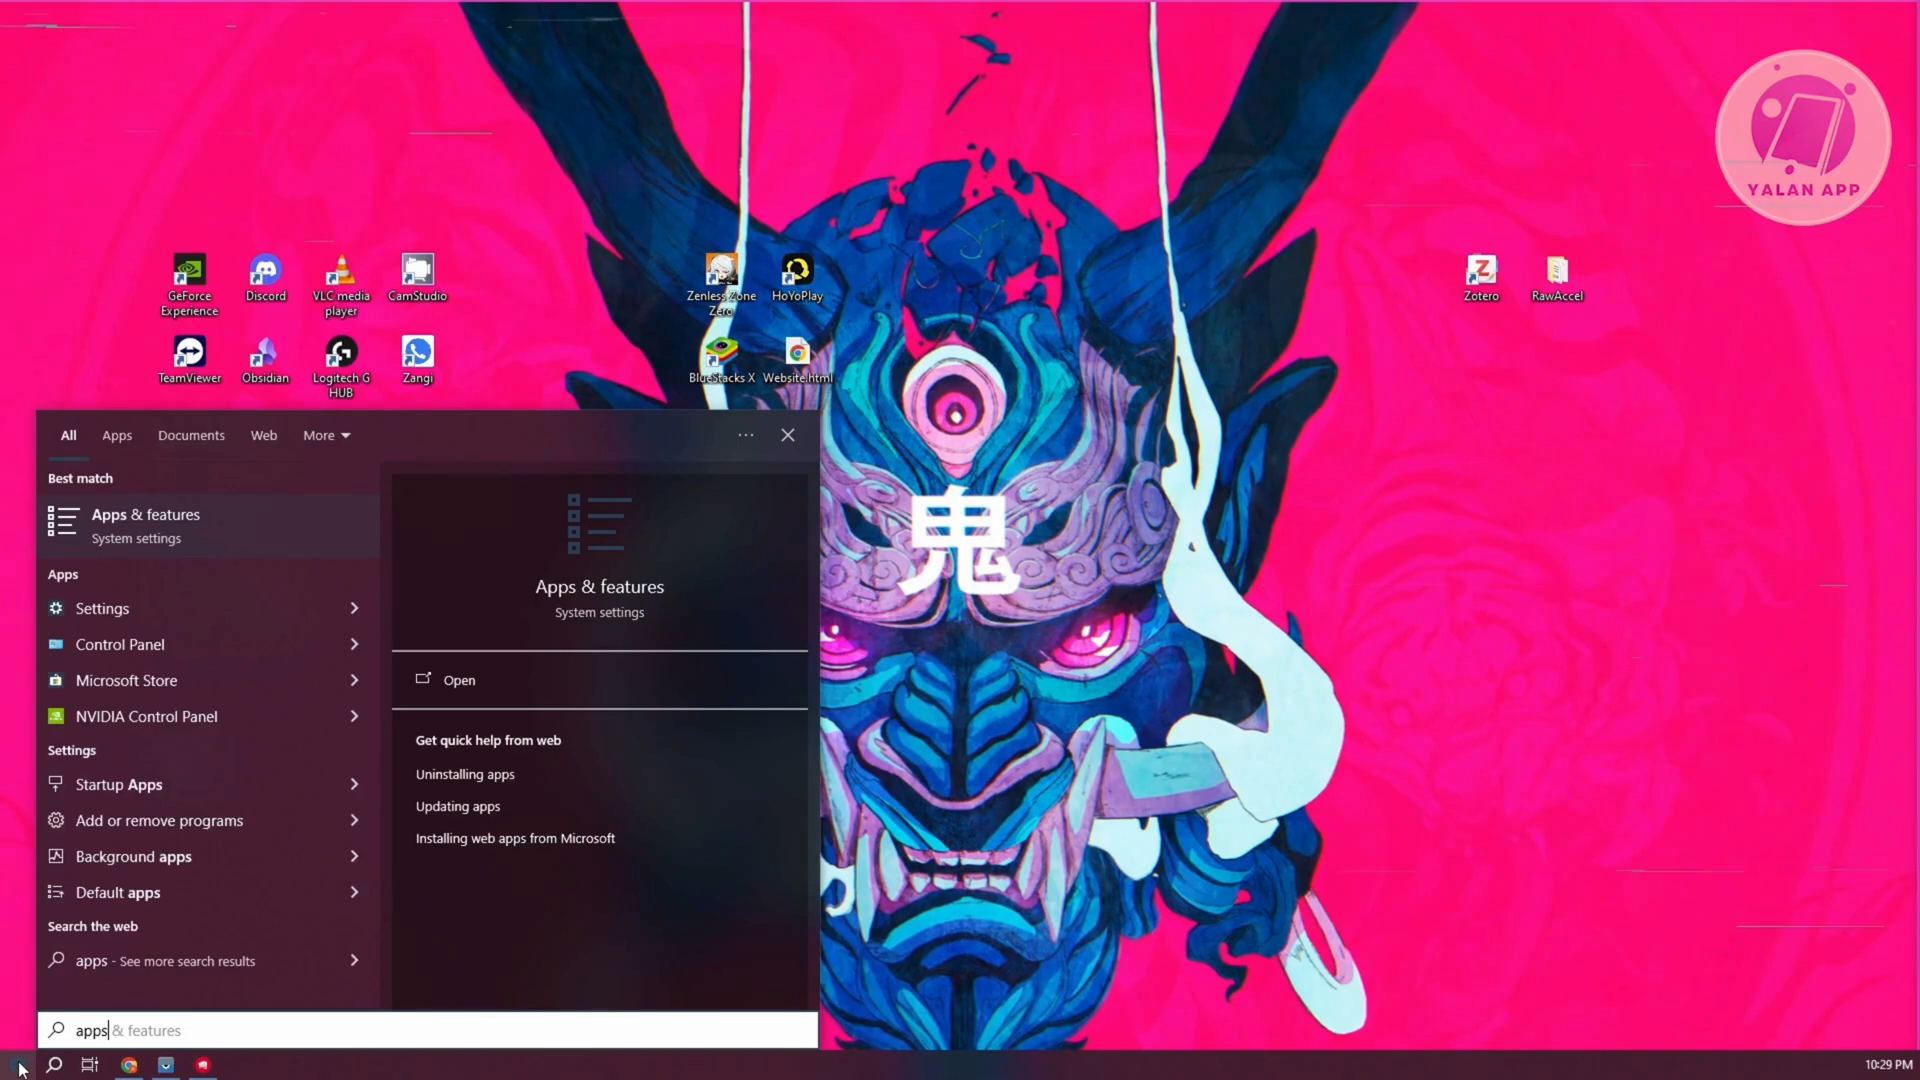 YALAN APP
GeForce
Experience
Discord
VLC media
player
CamStudio
Zenless Zone
Zero
HoYoPlay
Zotero
RawAccel
TeamViewer
Obsidian
Logitech G
HUB
Zangi
BlueStacks X
Website.html
鬼
All
Apps
Documents
Web
More
Best match
Apps & features
System settings
Apps
Settings
Control Panel
Microsoft Store
NVIDIA Control Panel
Settings
Startup Apps
Add or remove programs
Background apps
Default apps
Search the web
apps - See more search results
Apps & features
System settings
Open
Get quick help from web
Uninstalling apps
Updating apps
Installing web apps from Microsoft
apps & features
10:29 PM